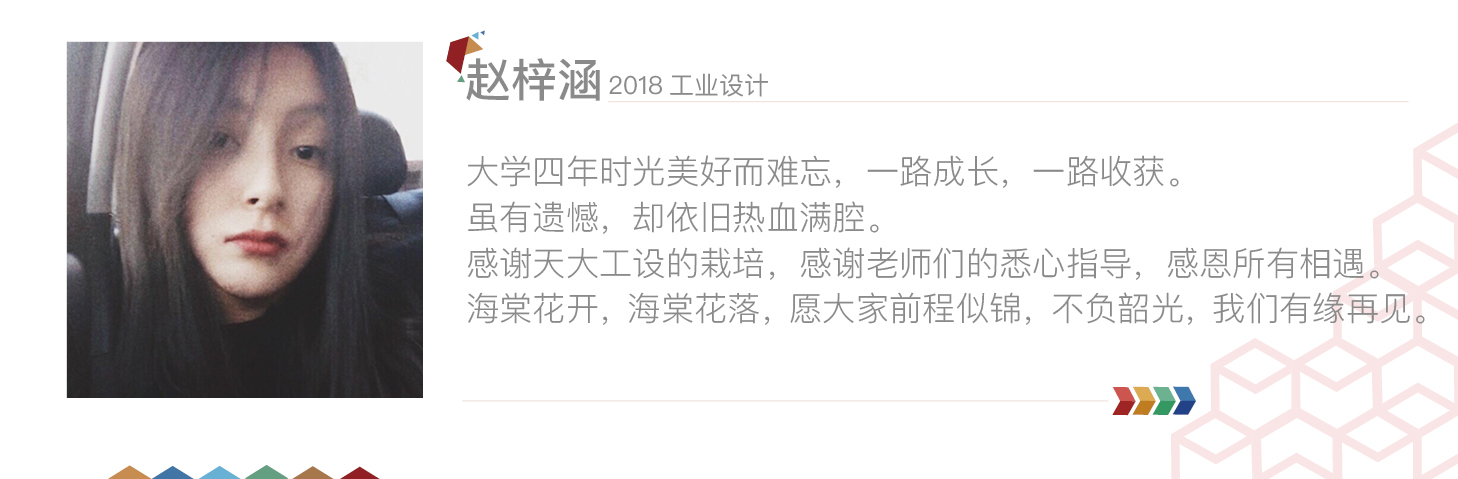 赵梓涵 2018 工业设计
大学四年时光美好而难忘，一路成长，一路收获。
虽有遗憾，却依旧热血满腔。
感谢天大工设的栽培，感谢老师们的悉心指导，感恩所有相遇。
海棠花开，海棠花落，愿大家前程似锦，不负韶光，我们有缘再见。